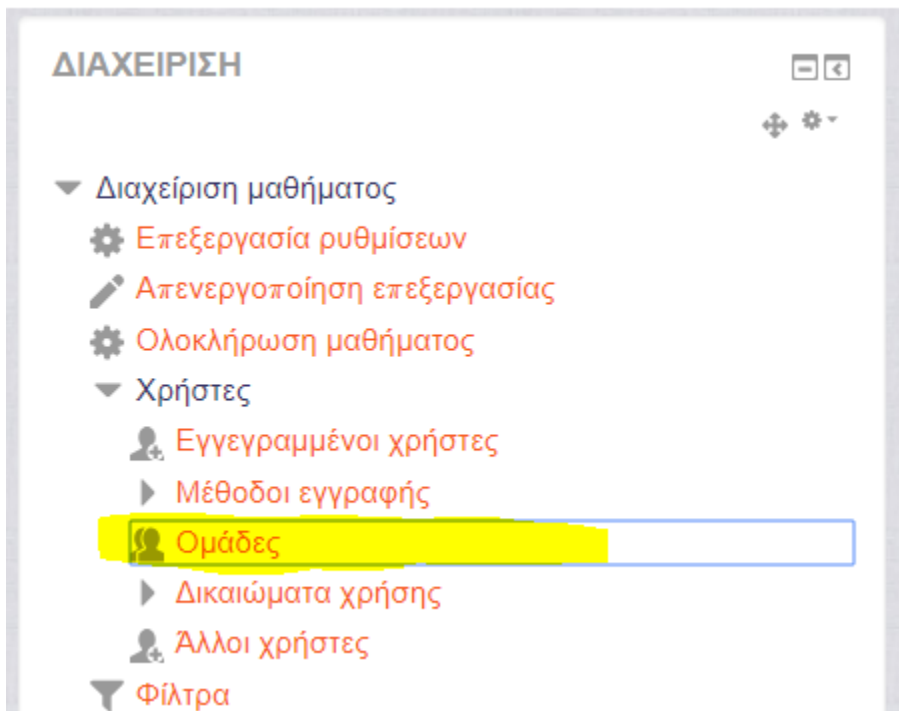 ΔΙΑΧΕΙΡΙΣΗ
Διαχείριση μαθήματος
Επεξεργασία ρυθμίσεων
Απενεργοποίηση επεξεργασίας
Ολοκλήρωση μαθήματος
Χρήστες
Εγγεγραμμένοι χρήστες
Μέθοδοι εγγραφής
Ομάδες
Δικαιώματα χρήσης
Άλλοι χρήστες
Φίλτρα